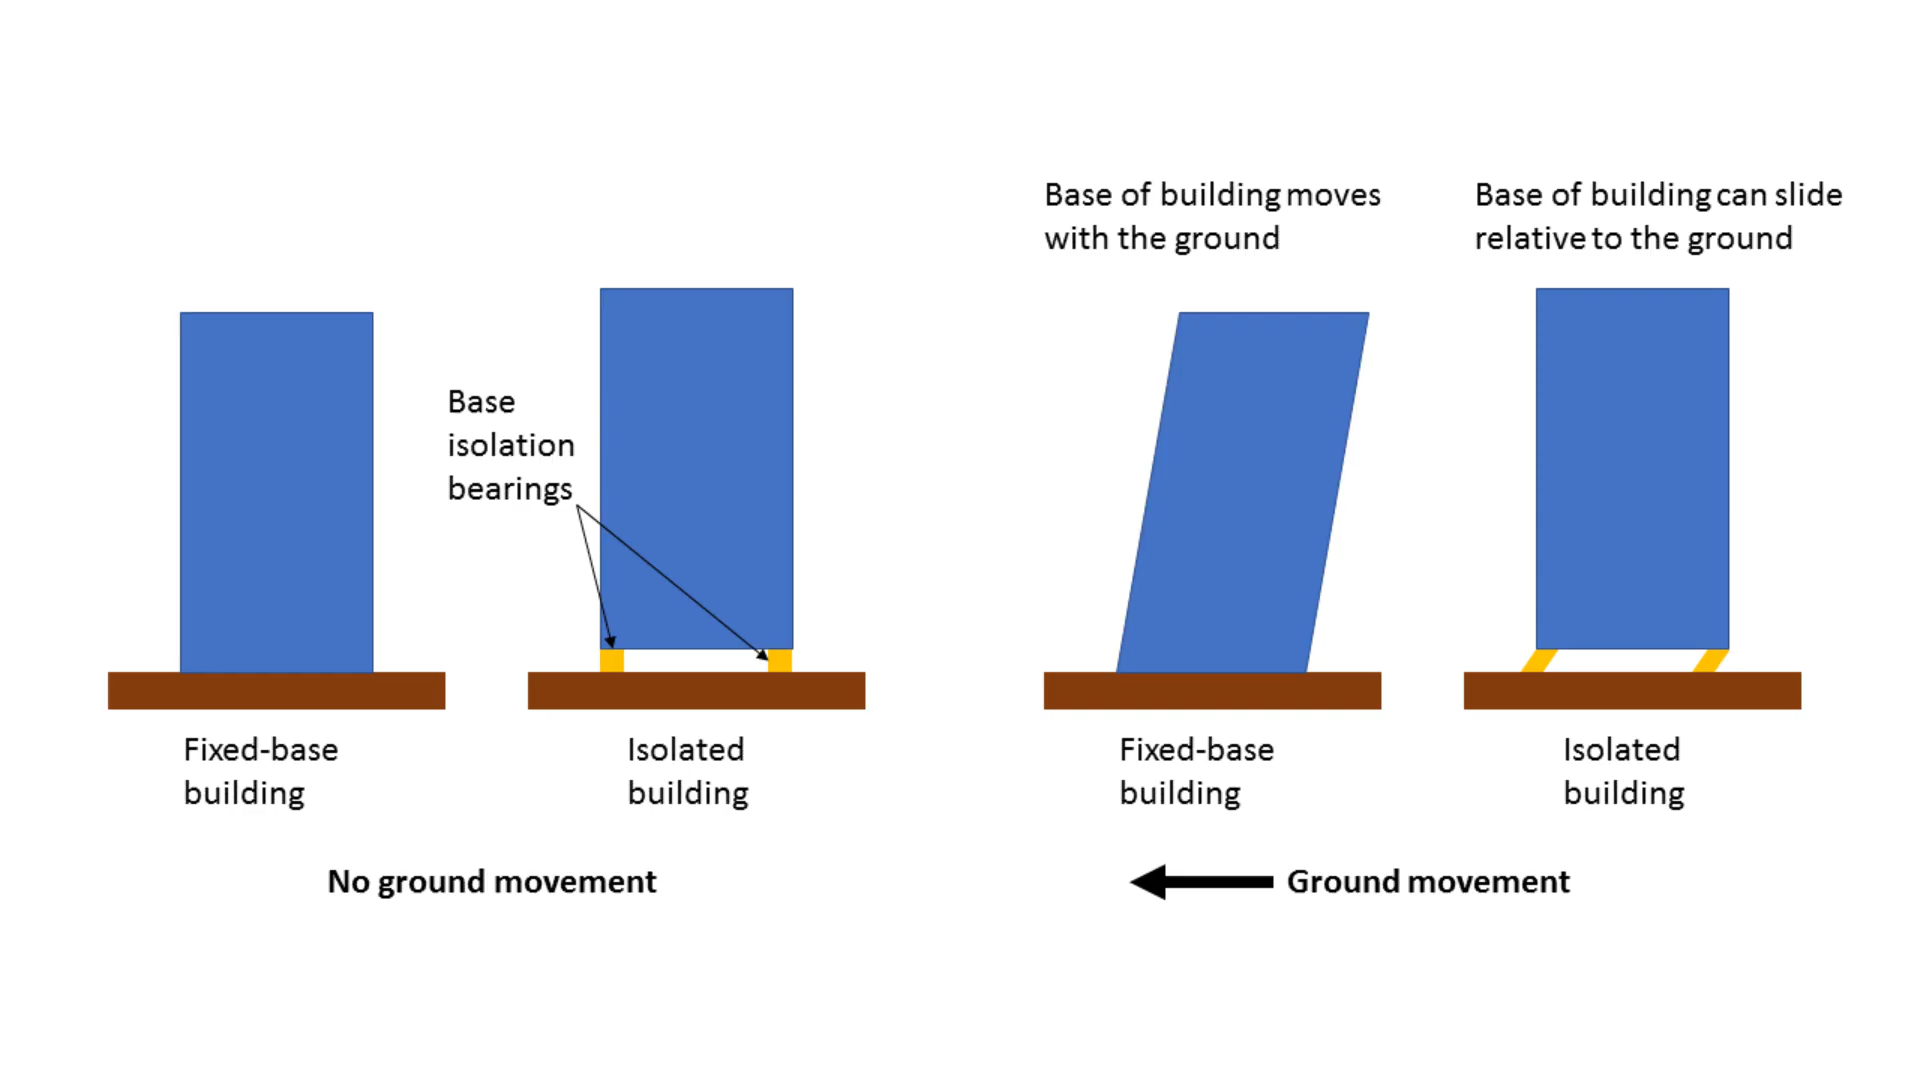 Base of building moves
with the ground
Base of building can slide
relative to the ground
Base
isolation
bearings
Fixed-base
building
Isolated
building
Fixed-base
building
Isolated
building
No ground movement
Ground movement